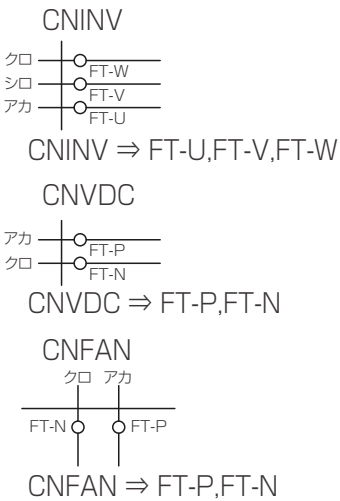 CNINV
クロ
FT-W
シロ
FT-V
アカ
FT-U
CNINV ⇒ FT-U,FT-V,FT-W
CNVDC
アカ
FT-P
クロ
FT-N
CNVDC ⇒ FT-P,FT-N
CNFAN
クロ アカ
FT-N FT-P
CNFAN ⇒ FT-P,FT-N